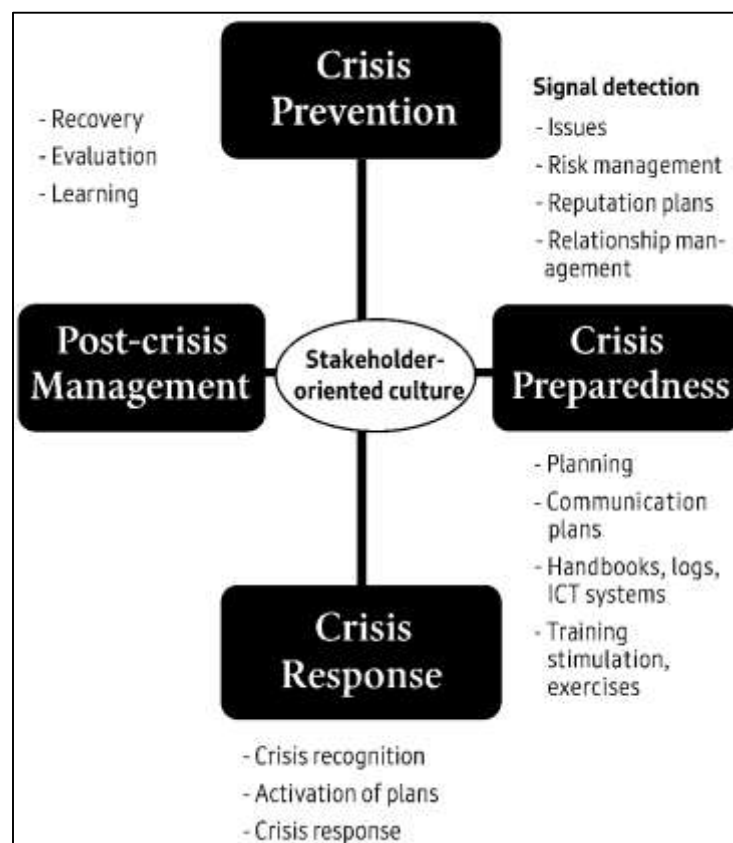 Crisis
Prevention
Signal detection
- Issues
- Risk management
- Reputation plans
- Relationship man-
agement
- Recovery
- Evaluation
- Learning
Post-crisis
Management
Stakeholder-
oriented culture
Crisis
Preparedness
- Planning
- Communication
plans
- Handbooks, logs,
ICT systems
- Training
stimulation,
exercises
Crisis
Response
- Crisis recognition
- Activation of plans
- Crisis response